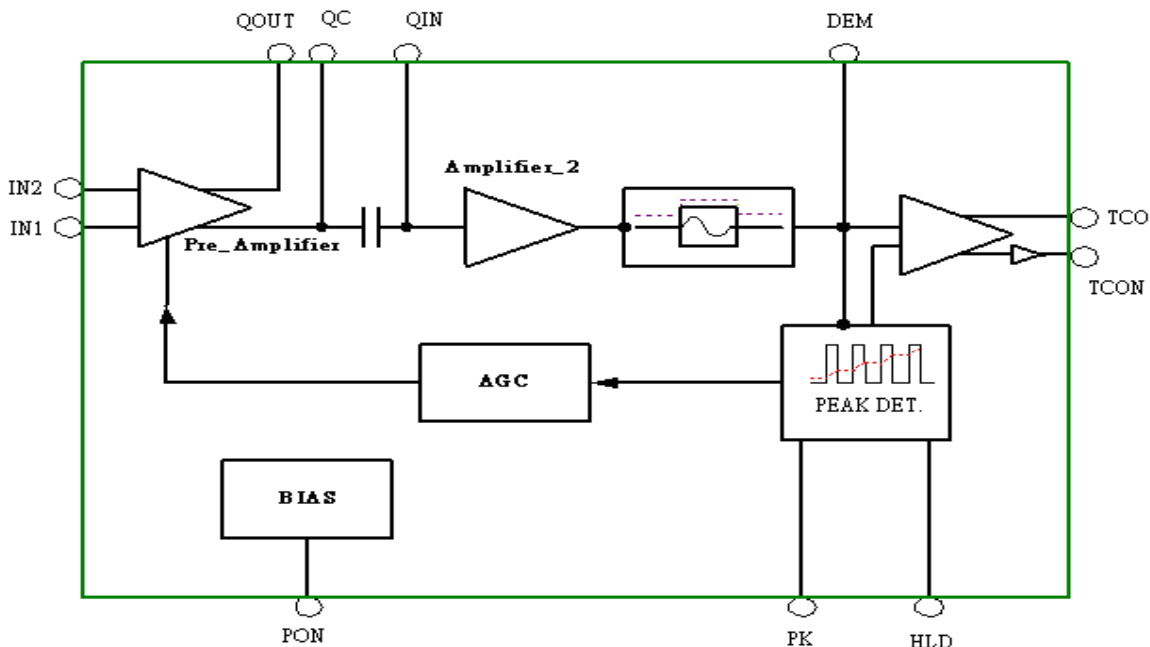 QOUT QC QIN DEM
Amplifier_2
IN2
IN1
TCO
Pre_Amplifier
TCON
AGC
PEAK DET.
BIAS
PON
PK
HLD